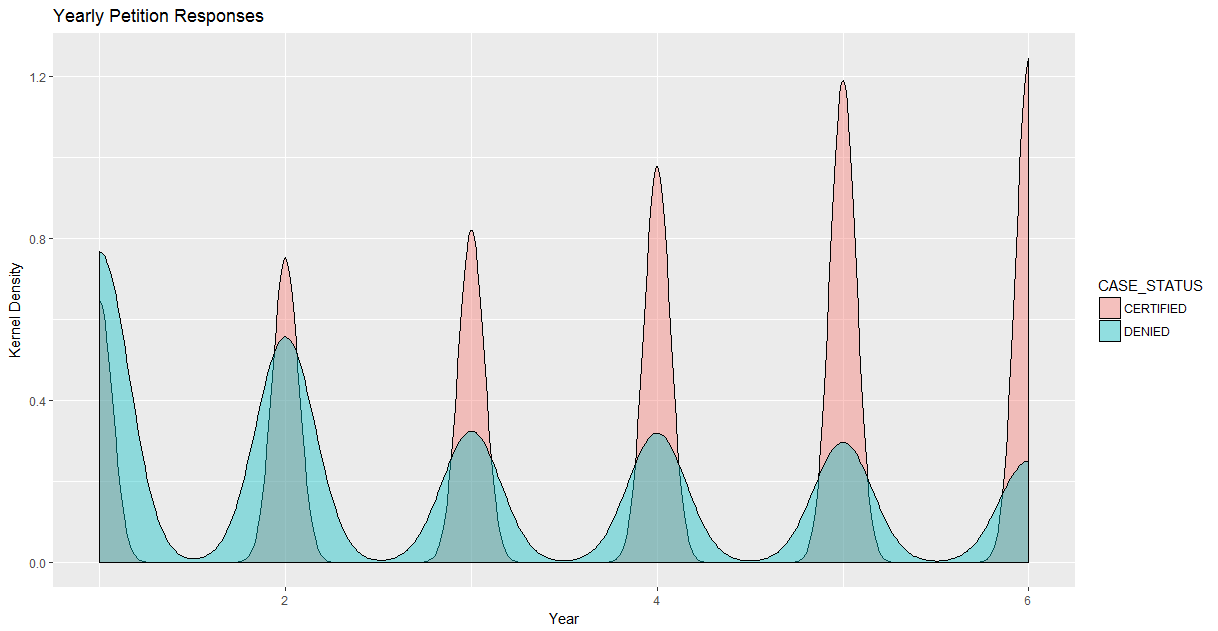 Yearly Petition Responses
1.2
0.8
0.4
0.0
Kernel Density
2
4
6
Year
CASE_STATUS
CERTIFIED
DENIED